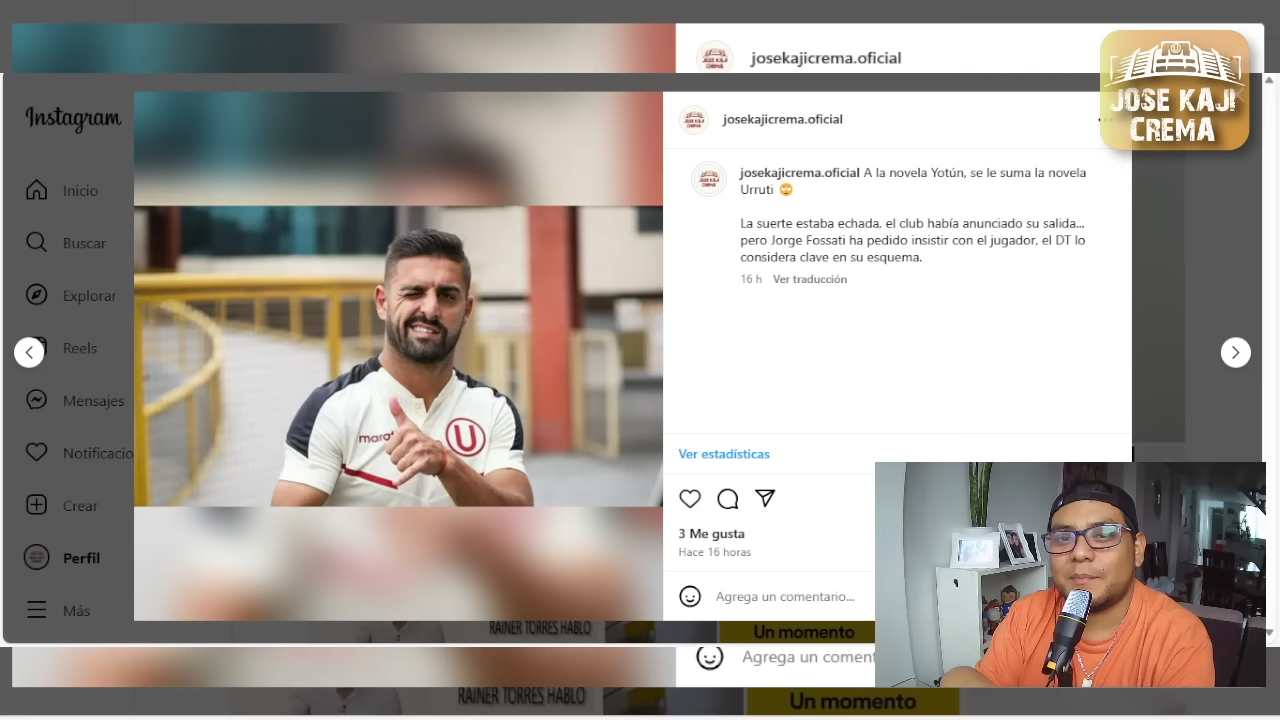 josekajicrema.oficial
JOSE KAJI
CREMA
Instagram
josekajicrema.oficial
Inicio
Buscar
Explorar
Reels
Mensajes
Notificacio
Crear
Perfil
Más
josekajicrema.oficial A la novela Yotún, se le suma la novela
Urruti 🙄
La suerte estaba echada, el club había anunciado su salida...
pero Jorge Fossati ha pedido insistir con el jugador, el DT lo
considera clave en su esquema.
16 h Ver traducción
marat
U
Ver estadísticas
3 Me gusta
Hace 16 horas
Agrega un comentario...
RAINER TORRES HABLO
Un momento
Agrega un coment
RAINER TORRES HABLO
Un momento